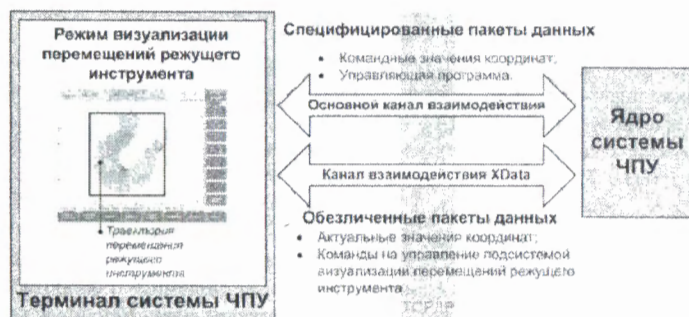 Режим визуализации
перемещений режущего
инструмента
Траектория
перемещения
режущего
инструмента
Терминал системы ЧПУ
Специфицированные пакеты данных
• Командные значения координат;
• Управляющая программа.
Основной канал взаимодействия
Канал взаимодействия XData
Обезличенные пакеты данных
• Актуальные значения координат;
• Команды на управление подсистемой
визуализации перемещений режущего
инструмента
TCP/IP
Ядро
системы
ЧПУ